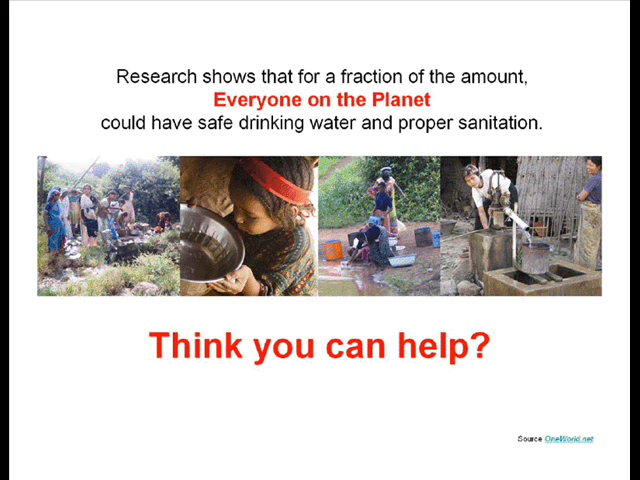 Research shows that for a fraction of the amount,
Everyone on the Planet
could have safe drinking water and proper sanitation.
Think you can help?
Source OneWorld.net